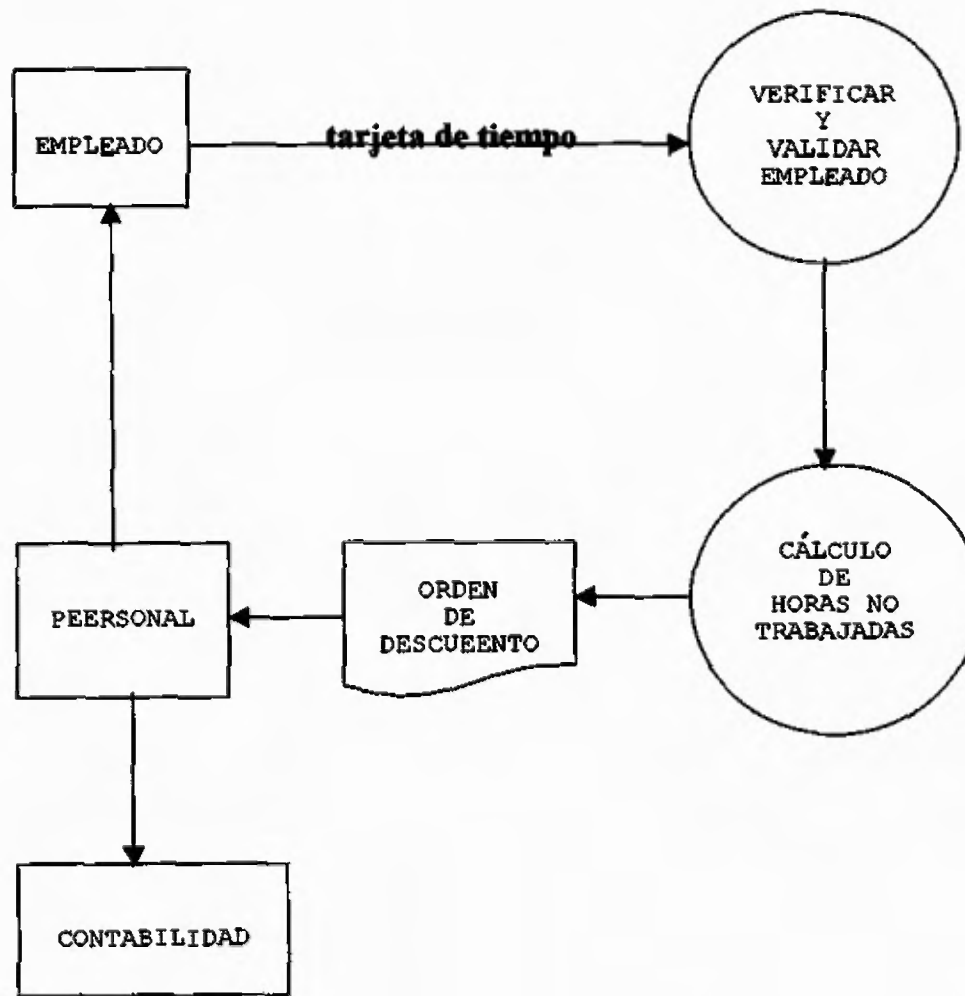 EMPLEADO
tarjeta de tiempo
VERIFICAR
Y
VALIDAR
EMPLEADO
CÁLCULO
DE
HORAS NO
TRABAJADAS
ORDEN
DE
DESCUEENTO
PEERSONAL
CONTABILIDAD